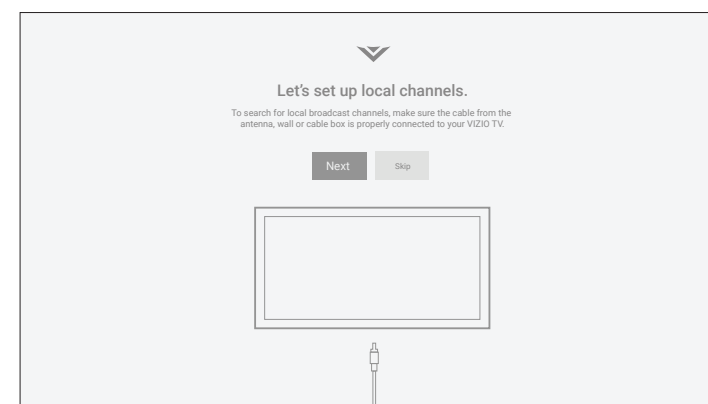 Let's set up local channels.
To search for local broadcast channels, make sure the cable from the
antenna, wall or cable box is properly connected to your VIZIO TV.
Next
Skip